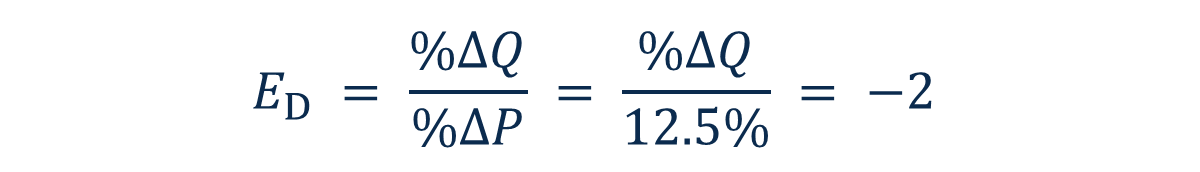 E_D = %ΔQ / %ΔP = %ΔQ / 12.5% = −2